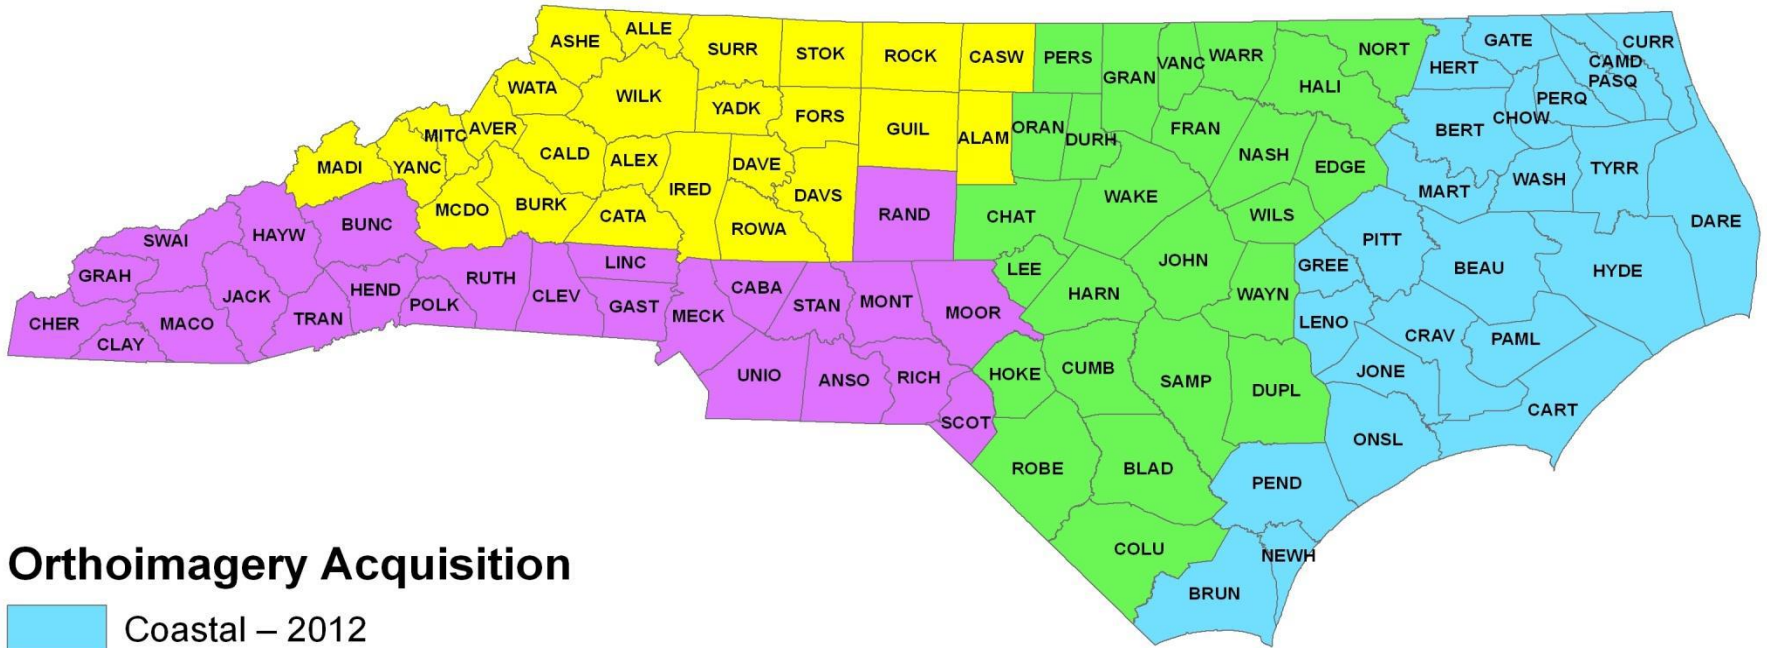 ASHE
ALLE
SURR
STOK
ROCK
CASW
PERS
GRAN
VANC
WARR
NORT
HALI
GATE
HERT
CURR
CAMD
PASQ
PERQ
CHOW
BERT
WATA
WILK
YADK
FORS
GUIL
ALAM
ORAN
DURH
FRAN
NASH
EDGE
MART
WASH
TYRR
DARE
MADI
YANC
MITC
AVER
CALD
ALEX
IRED
DAVE
DAVS
RAND
CHAT
WAKE
WILS
PITT
MCDO
BURK
CATA
ROWA
SWAI
HAYW
BUNC
GRAH
JACK
HEND
POLK
RUTH
CLEV
LINC
GAST
MECK
CABA
STAN
MONT
MOOR
LEE
HARN
JOHN
WAYN
GREE
BEAU
HYDE
CHER
CLAY
MACO
TRAN
UNIO
ANSO
RICH
SCOT
HOKE
CUMB
SAMP
DUPL
LENO
CRAV
PAML
JONE
CART
ONSL
ROBE
BLAD
PEND
COLU
NEWH
BRUN
Orthoimagery Acquisition
Coastal – 2012